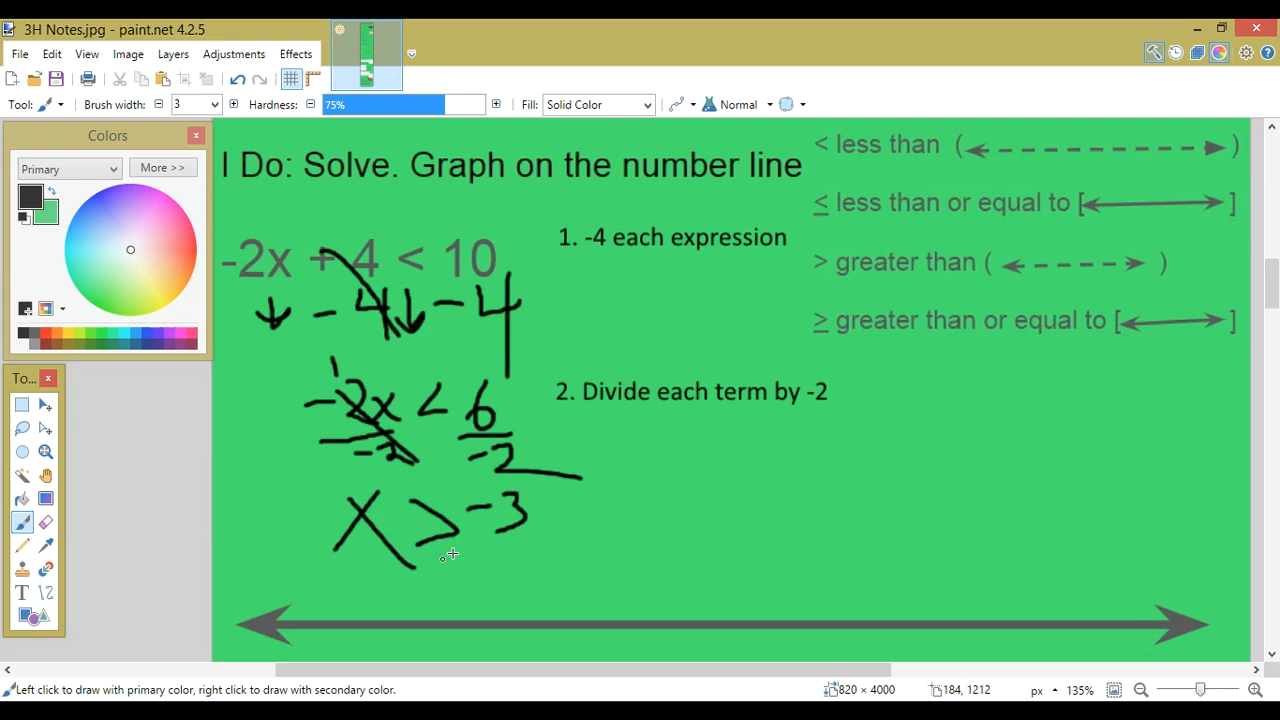 3H Notes.jpg - paint.net 4.2.5
File Edit View Image Layers Adjustments Effects
Tool: Brush width: 3 Hardness: 75% Fill: Solid Color Normal
Colors
Primary More >>
To...
I Do: Solve. Graph on the number line
-2x + 4 < 10
- 4 - 4
1
-2x < 6
-2 -2
X > -3
1. -4 each expression
2. Divide each term by -2
< less than ( )
≤ less than or equal to [ ]
> greater than ( )
≥ greater than or equal to [ ]
Left click to draw with primary color, right click to draw with secondary color.
820 × 4000 184, 1212 px 135%